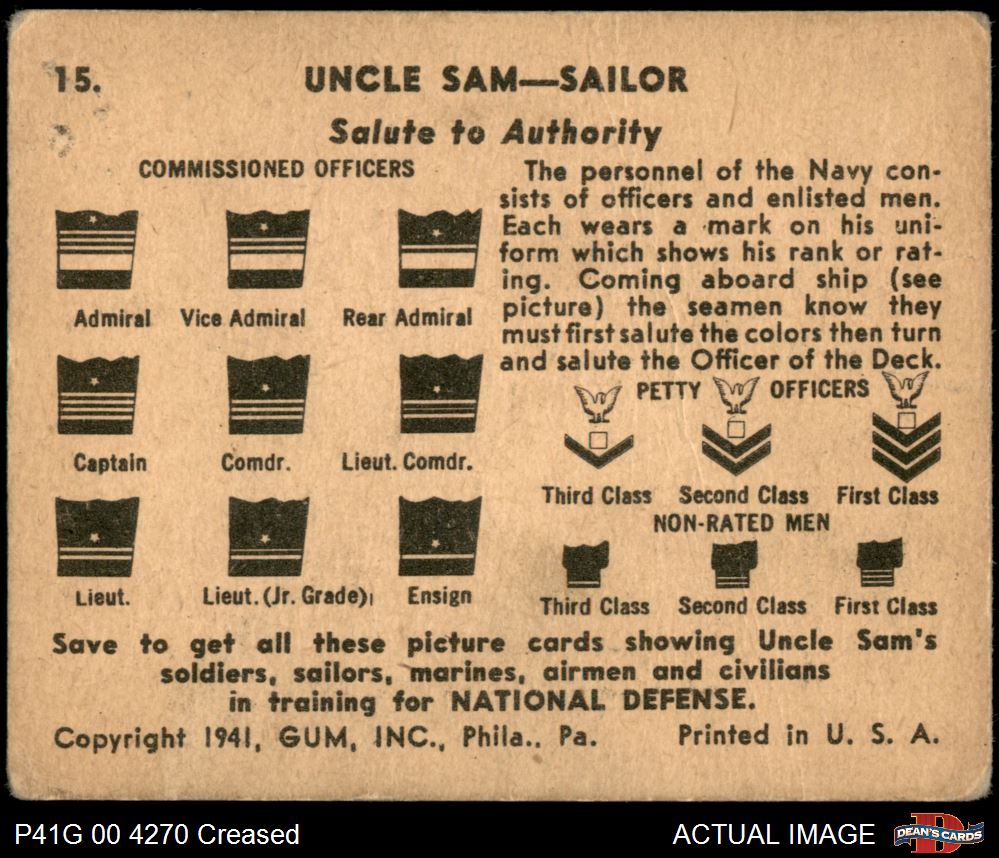 15.
UNCLE SAM—SAILOR
Salute to Authority
COMMISSIONED OFFICERS
Admiral Vice Admiral Rear Admiral
Captain Comdr. Lieut. Comdr.
Lieut. Lieut. (Jr. Grade) Ensign
The personnel of the Navy con-
sists of officers and enlisted men.
Each wears a mark on his uni-
form which shows his rank or rat-
ing. Coming aboard ship (see
picture) the seamen know they
must first salute the colors then turn
and salute the Officer of the Deck.
PETTY OFFICERS
Third Class Second Class First Class
NON-RATED MEN
Third Class Second Class First Class
Save to get all these picture cards showing Uncle Sam's
soldiers, sailors, marines, airmen and civilians
in training for NATIONAL DEFENSE.
Copyright 1941, GUM, INC., Phila., Pa. Printed in U. S. A.
P41G 00 4270 Creased
ACTUAL IMAGE
D
DEAN'S CARDS